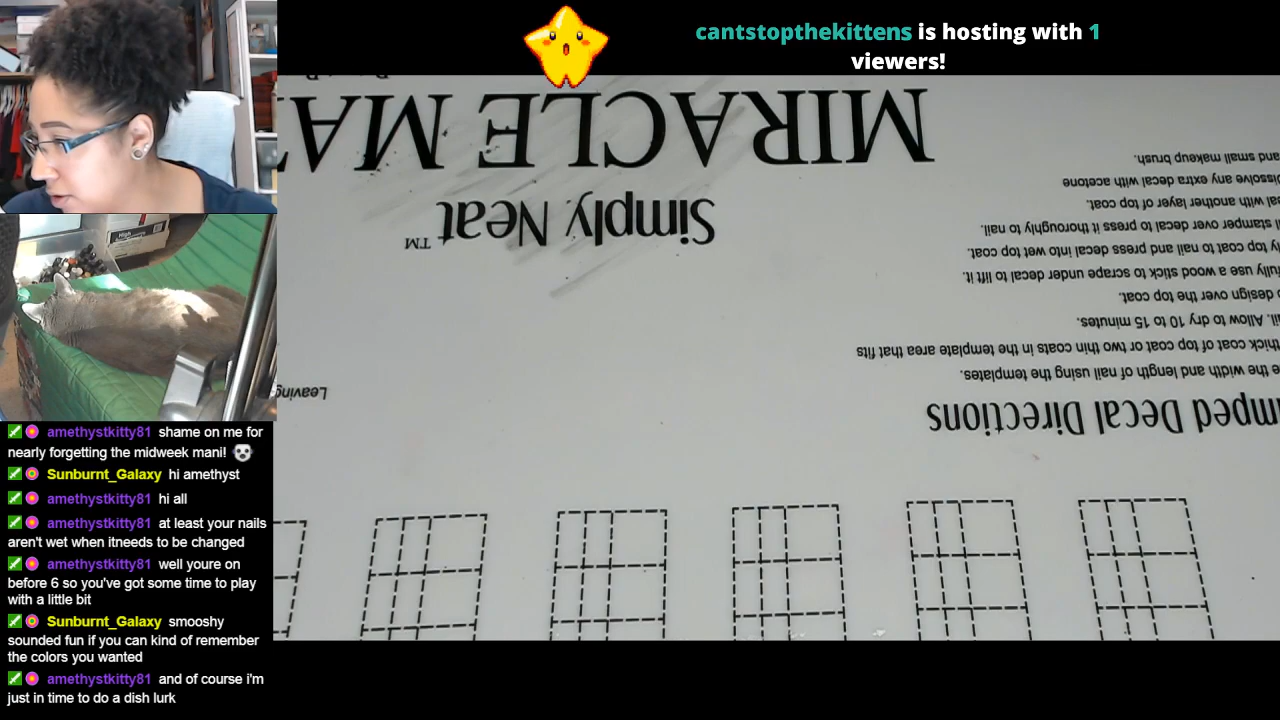 cantstopthekittens is hosting with 1
viewers!
MIRACLE MA
Simply Neat™
and small makeup brush.
Dissolve any extra decal with acetone
al with another layer of top coat.
stamper over decal to press it thoroughly to nail.
ly top coat to nail and press decal into wet top coat.
fully use a wood stick to scrape under decal to lift it.
design over the top coat.
ail. Allow to dry 10 to 15 minutes.
thick coat of top coat or two thin coats in the template area that fits
e the width and length of nail using the templates.
mped Decal Directions
Leaving
amethystkitty81 shame on me for
nearly forgetting the midweek mani!
Sunburnt_Galaxy hi amethyst
amethystkitty81 hi all
amethystkitty81 at least your nails
aren't wet when itneeds to be changed
amethystkitty81 well youre on
before 6 so you've got some time to play
with a little bit
Sunburnt_Galaxy smooshy
sounded fun if you can kind of remember
the colors you wanted
amethystkitty81 and of course i'm
just in time to do a dish lurk